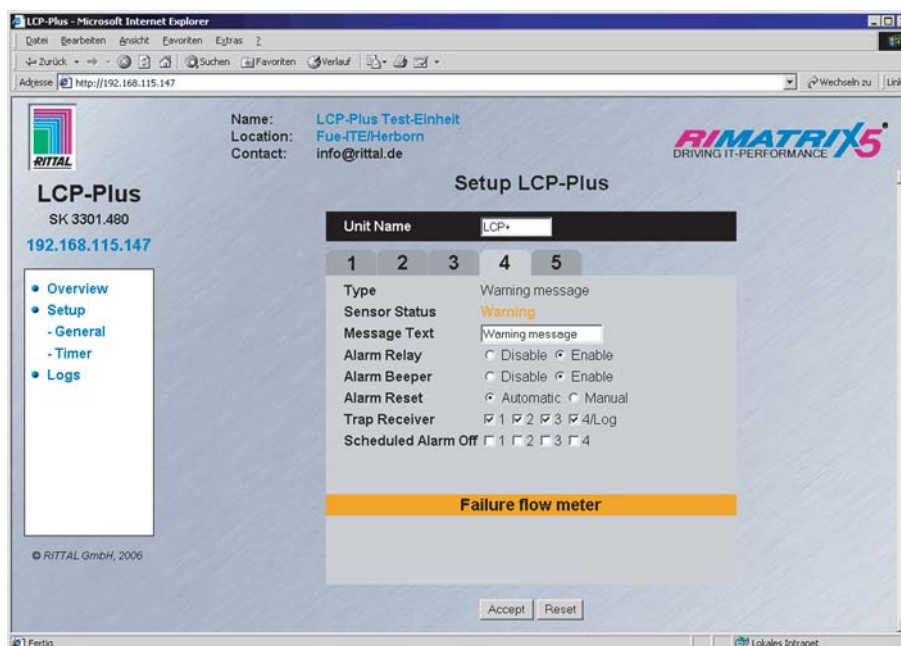 LCP-Plus - Microsoft Internet Explorer
Datei Bearbeiten Ansicht Favoriten Extras ?
Zurück Suchen Favoriten Verlauf
Adresse http://192.168.115.147 Wechseln zu Link
RITTAL
Name: LCP-Plus Test-Einheit
Location: Fue-ITE/Herborn
Contact: info@rittal.de
RIMATRIX5
DRIVING IT-PERFORMANCE
LCP-Plus
SK 3301.480
192.168.115.147
Overview
Setup
- General
- Timer
Logs
© RITTAL GmbH, 2006
Setup LCP-Plus
Unit Name LCP+
1 2 3 4 5
Type Warning message
Sensor Status Warning
Message Text Warning message
Alarm Relay Disable Enable
Alarm Beeper Disable Enable
Alarm Reset Automatic Manual
Trap Receiver 1 2 3 4/Log
Scheduled Alarm Off 1 2 3 4
Failure flow meter
Accept Reset
Fertig Lokales Intranet